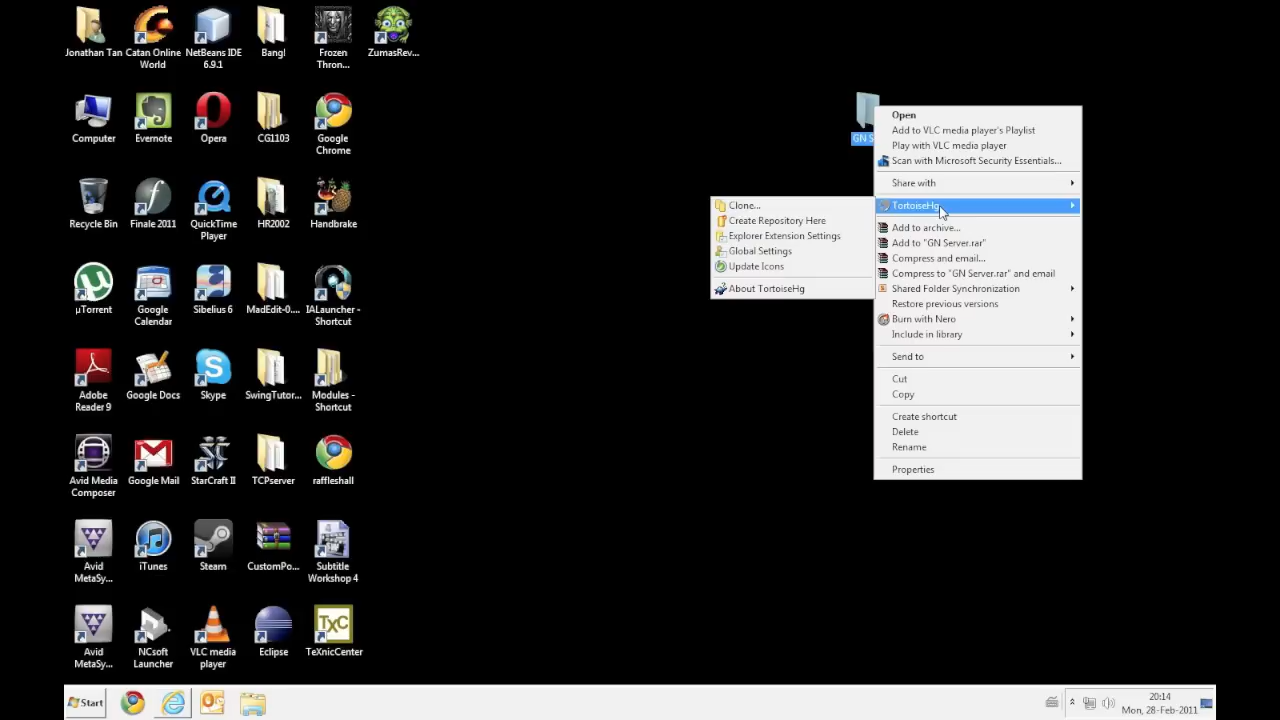 Jonathan Tan
Catan Online
World
NetBeans IDE
6.9.1
Bang!
Frozen
Thron...
ZumasRev...
Computer
Evernote
Opera
CG1103
Google
Chrome
Recycle Bin
Finale 2011
QuickTime
Player
HR2002
Handbrake
µTorrent
Google
Calendar
Sibelius 6
MadEdit-0....
IALauncher -
Shortcut
Adobe
Reader 9
Google Docs
Skype
SwingTutor...
Modules -
Shortcut
Avid Media
Composer
Google Mail
StarCraft II
TCPserver
raffleshall
Avid
MetaSy...
iTunes
Steam
CustomPo...
Subtitle
Workshop 4
Avid
MetaSy...
NCsoft
Launcher
VLC media
player
Eclipse
TeXnicCenter
TXC
GN S
Open
Add to VLC media player's Playlist
Play with VLC media player
Scan with Microsoft Security Essentials...
Share with
TortoiseHg
Add to archive...
Add to "GN Server.rar"
Compress and email...
Compress to "GN Server.rar" and email
Shared Folder Synchronization
Restore previous versions
Burn with Nero
Include in library
Send to
Cut
Copy
Create shortcut
Delete
Rename
Properties
Clone...
Create Repository Here
Explorer Extension Settings
Global Settings
Update Icons
About TortoiseHg
Start
20:14
Mon, 28-Feb-2011